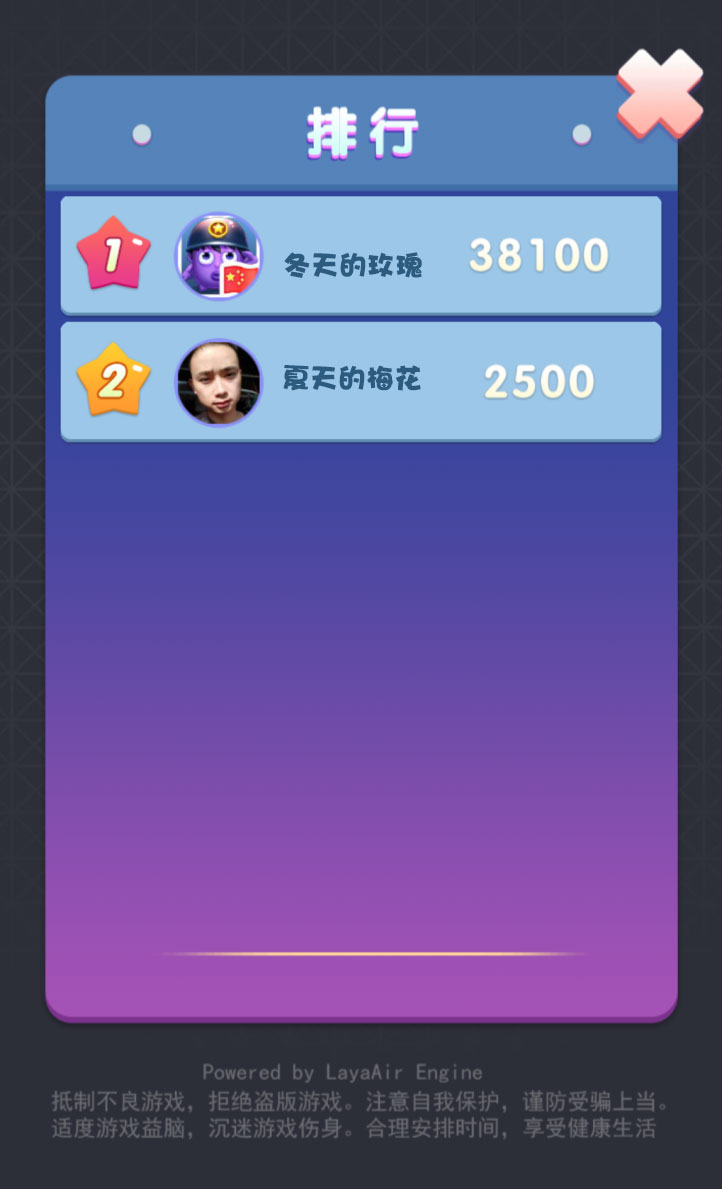 排行
1
冬天的玫瑰
38100
2
夏天的梅花
2500
Powered by LayaAir Engine
抵制不良游戏，拒绝盗版游戏。注意自我保护，谨防受骗上当。
适度游戏益脑，沉迷游戏伤身。合理安排时间，享受健康生活